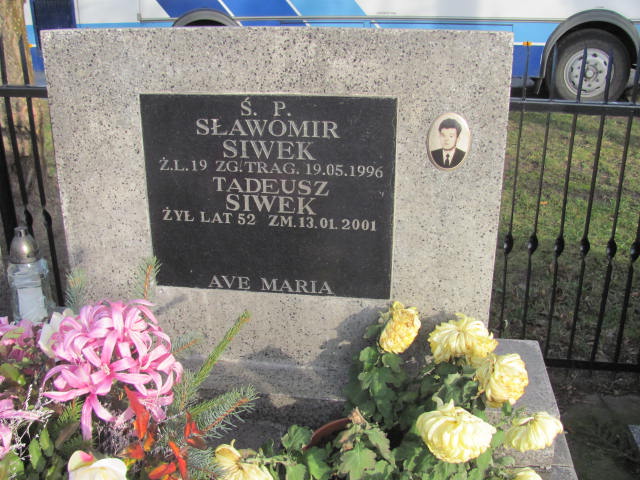 Ś. P.
SŁAWOMIR
SIWEK
Ż.L.19 ZG.TRAG. 19.05.1996
TADEUSZ
SIWEK
ŻYŁ LAT 52 ZM.13.01.2001
AVE MARIA